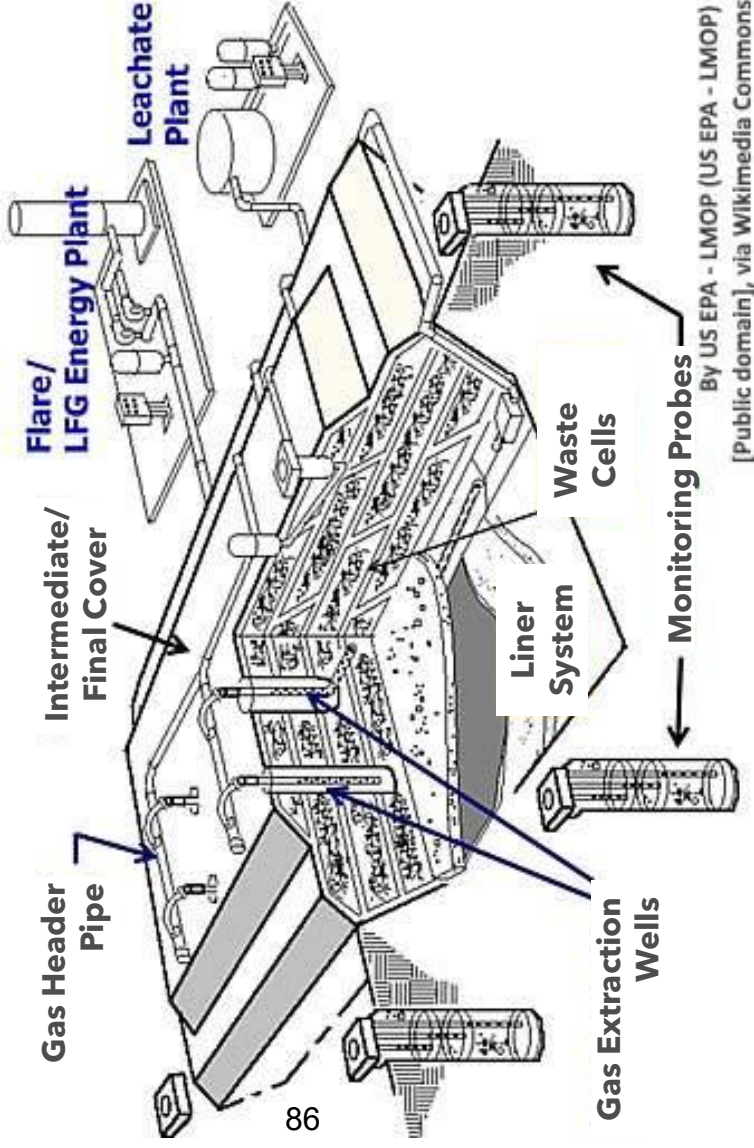 Flare/
LFG Energy Plant
Leachate
Plant
Intermediate/
Final Cover
Gas Header
Pipe
Liner
System
Waste
Cells
Monitoring Probes
Gas Extraction
Wells
By US EPA - LMOP (US EPA - LMOP)
[Public domain], via Wikimedia Commons
86